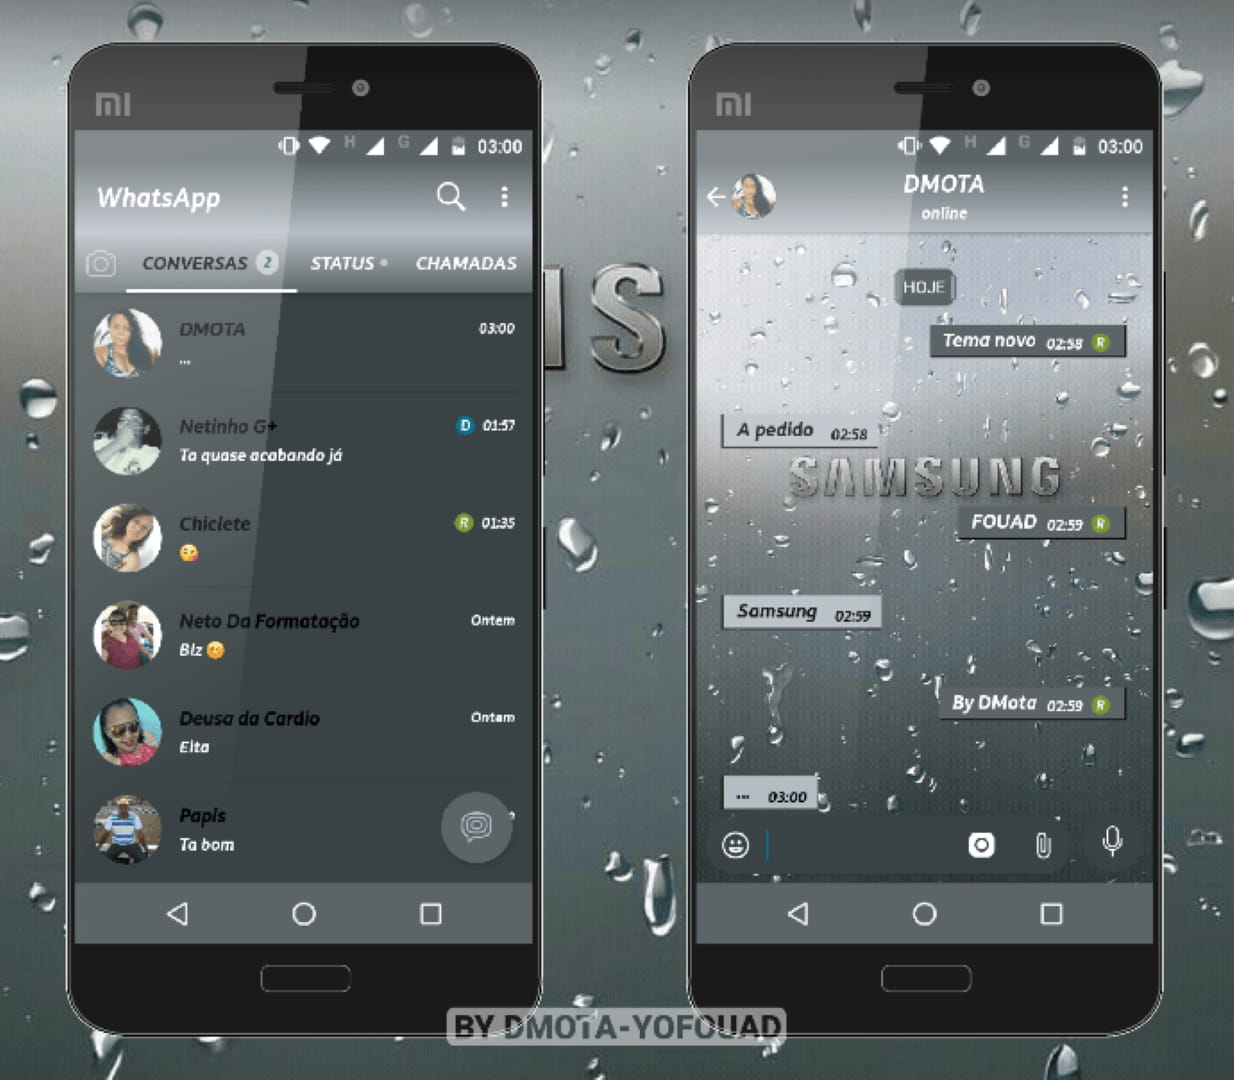 MI
H G 03:00
WhatsApp
CONVERSAS 2 STATUS CHAMADAS
DMOTA 03:00
...
Netinho G+ D 01:57
Ta quase acabando já
Chiclete R 01:35
Neto Da Formatação Ontem
Blz
Deusa da Cardio Ontem
Eita
Papis
Ta bom
MI
H G 03:00
DMOTA
online
HOJE
Tema novo 02:58 R
A pedido 02:58
SAMSUNG
FOUAD 02:59 R
Samsung 02:59
By DMota 02:59 R
... 03:00
S
BY DMOTA-YOFOUAD